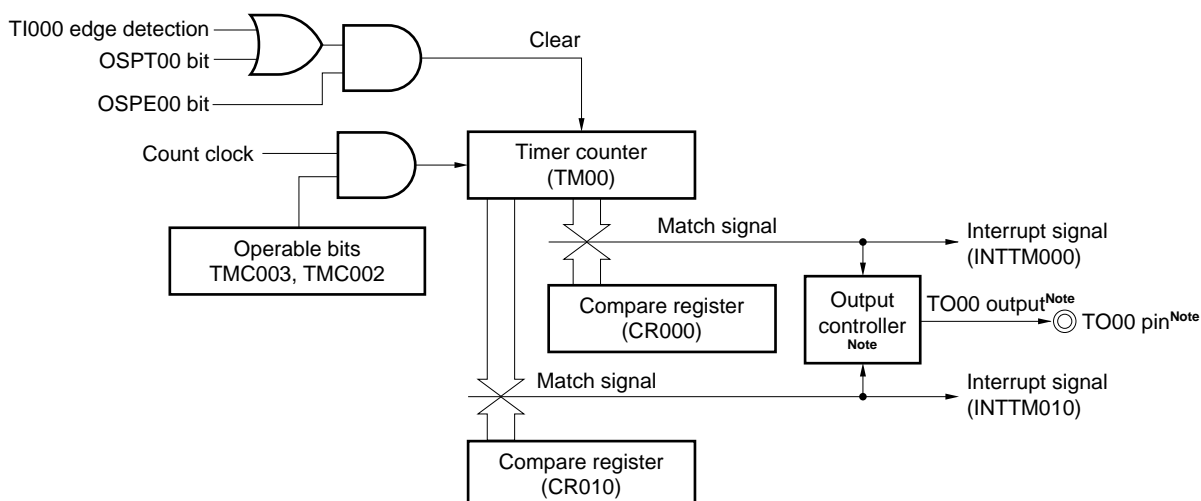 TI000 edge detection
OSPT00 bit
OSPE00 bit
Clear
Count clock
Timer counter
(TM00)
Operable bits
TMC003, TMC002
Match signal
Interrupt signal
(INTTM000)
Compare register
(CR000)
Output
controller
Note
TO00 outputNote
TO00 pinNote
Match signal
Interrupt signal
(INTTM010)
Compare register
(CR010)